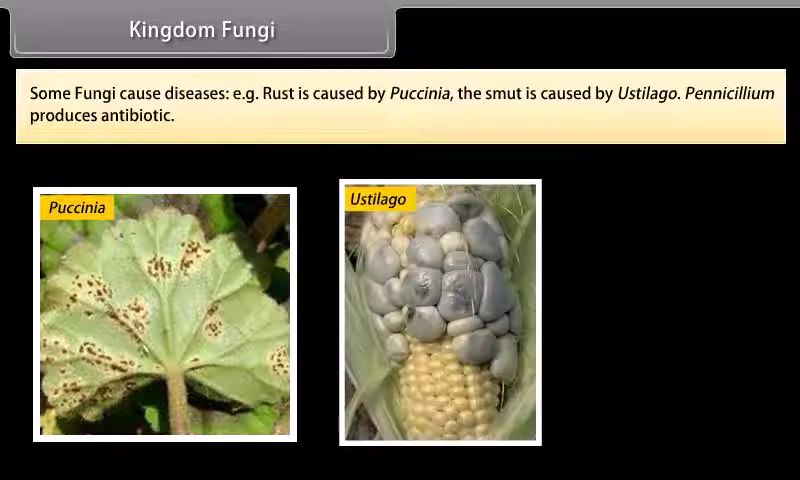 Kingdom Fungi
Some Fungi cause diseases: e.g. Rust is caused by Puccinia, the smut is caused by Ustilago. Pennicillium
produces antibiotic.
Puccinia
Ustilago